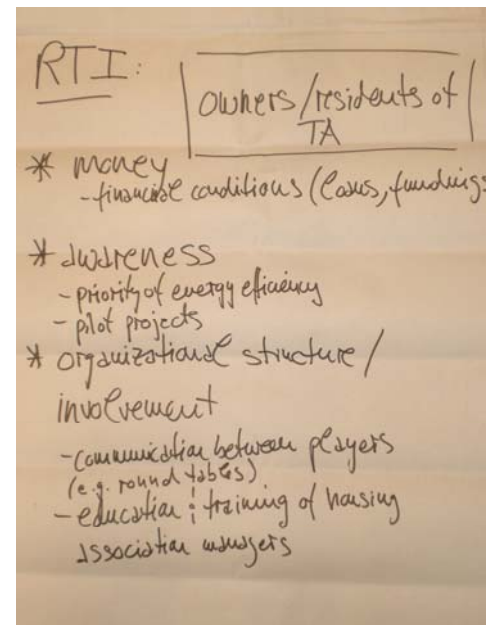 RTI:
owners/residents of
TA
* money
- financial conditions (loans, fundings
* awareness
- priority of energy efficiency
- pilot projects
* organizational structure /
involvement
- communication between players
(e.g. round tables)
- education; training of housing
association managers